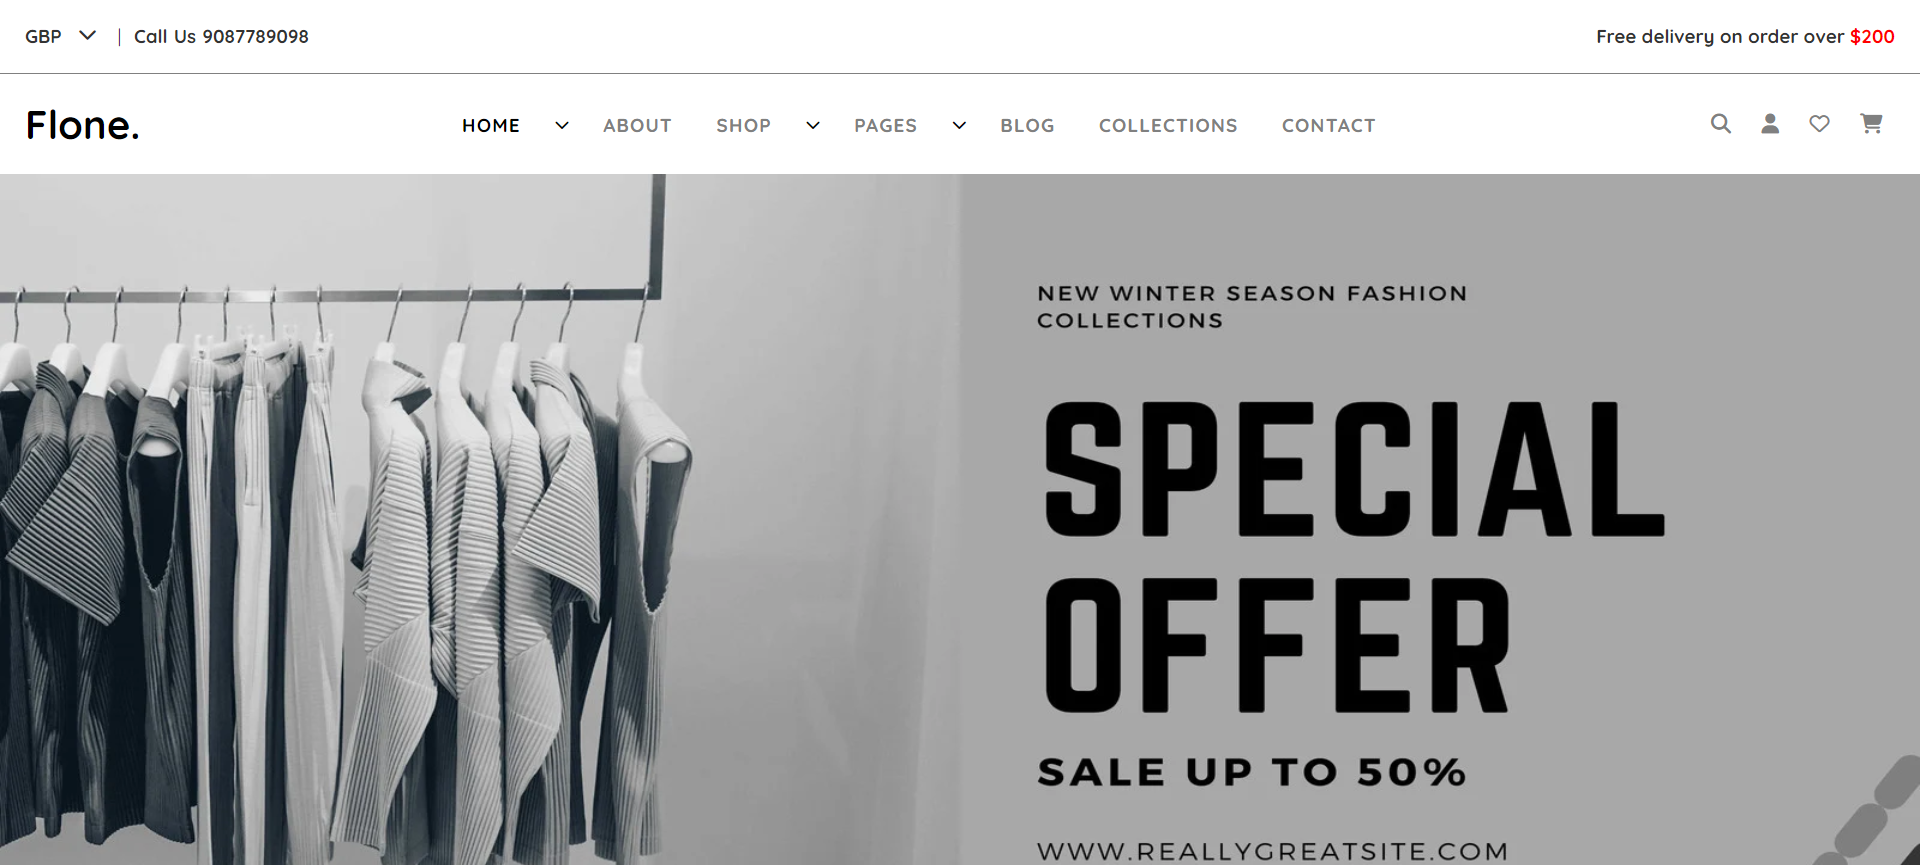 GBP | Call Us 9087789098 Free delivery on order over $200
Flone. HOME ABOUT SHOP PAGES BLOG COLLECTIONS CONTACT
NEW WINTER SEASON FASHION
COLLECTIONS
SPECIAL
OFFER
SALE UP TO 50%
WWW.REALLYGREATSITE.COM